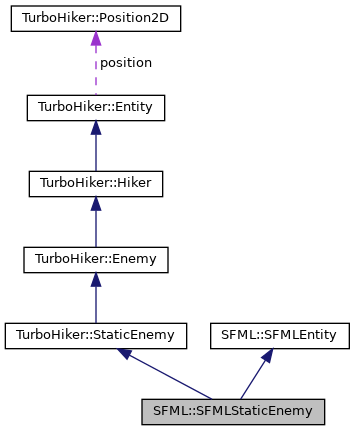 TurboHiker::Position2D
position
TurboHiker::Entity
TurboHiker::Hiker
TurboHiker::Enemy
TurboHiker::StaticEnemy
SFML::SFMLEntity
SFML::SFMLStaticEnemy